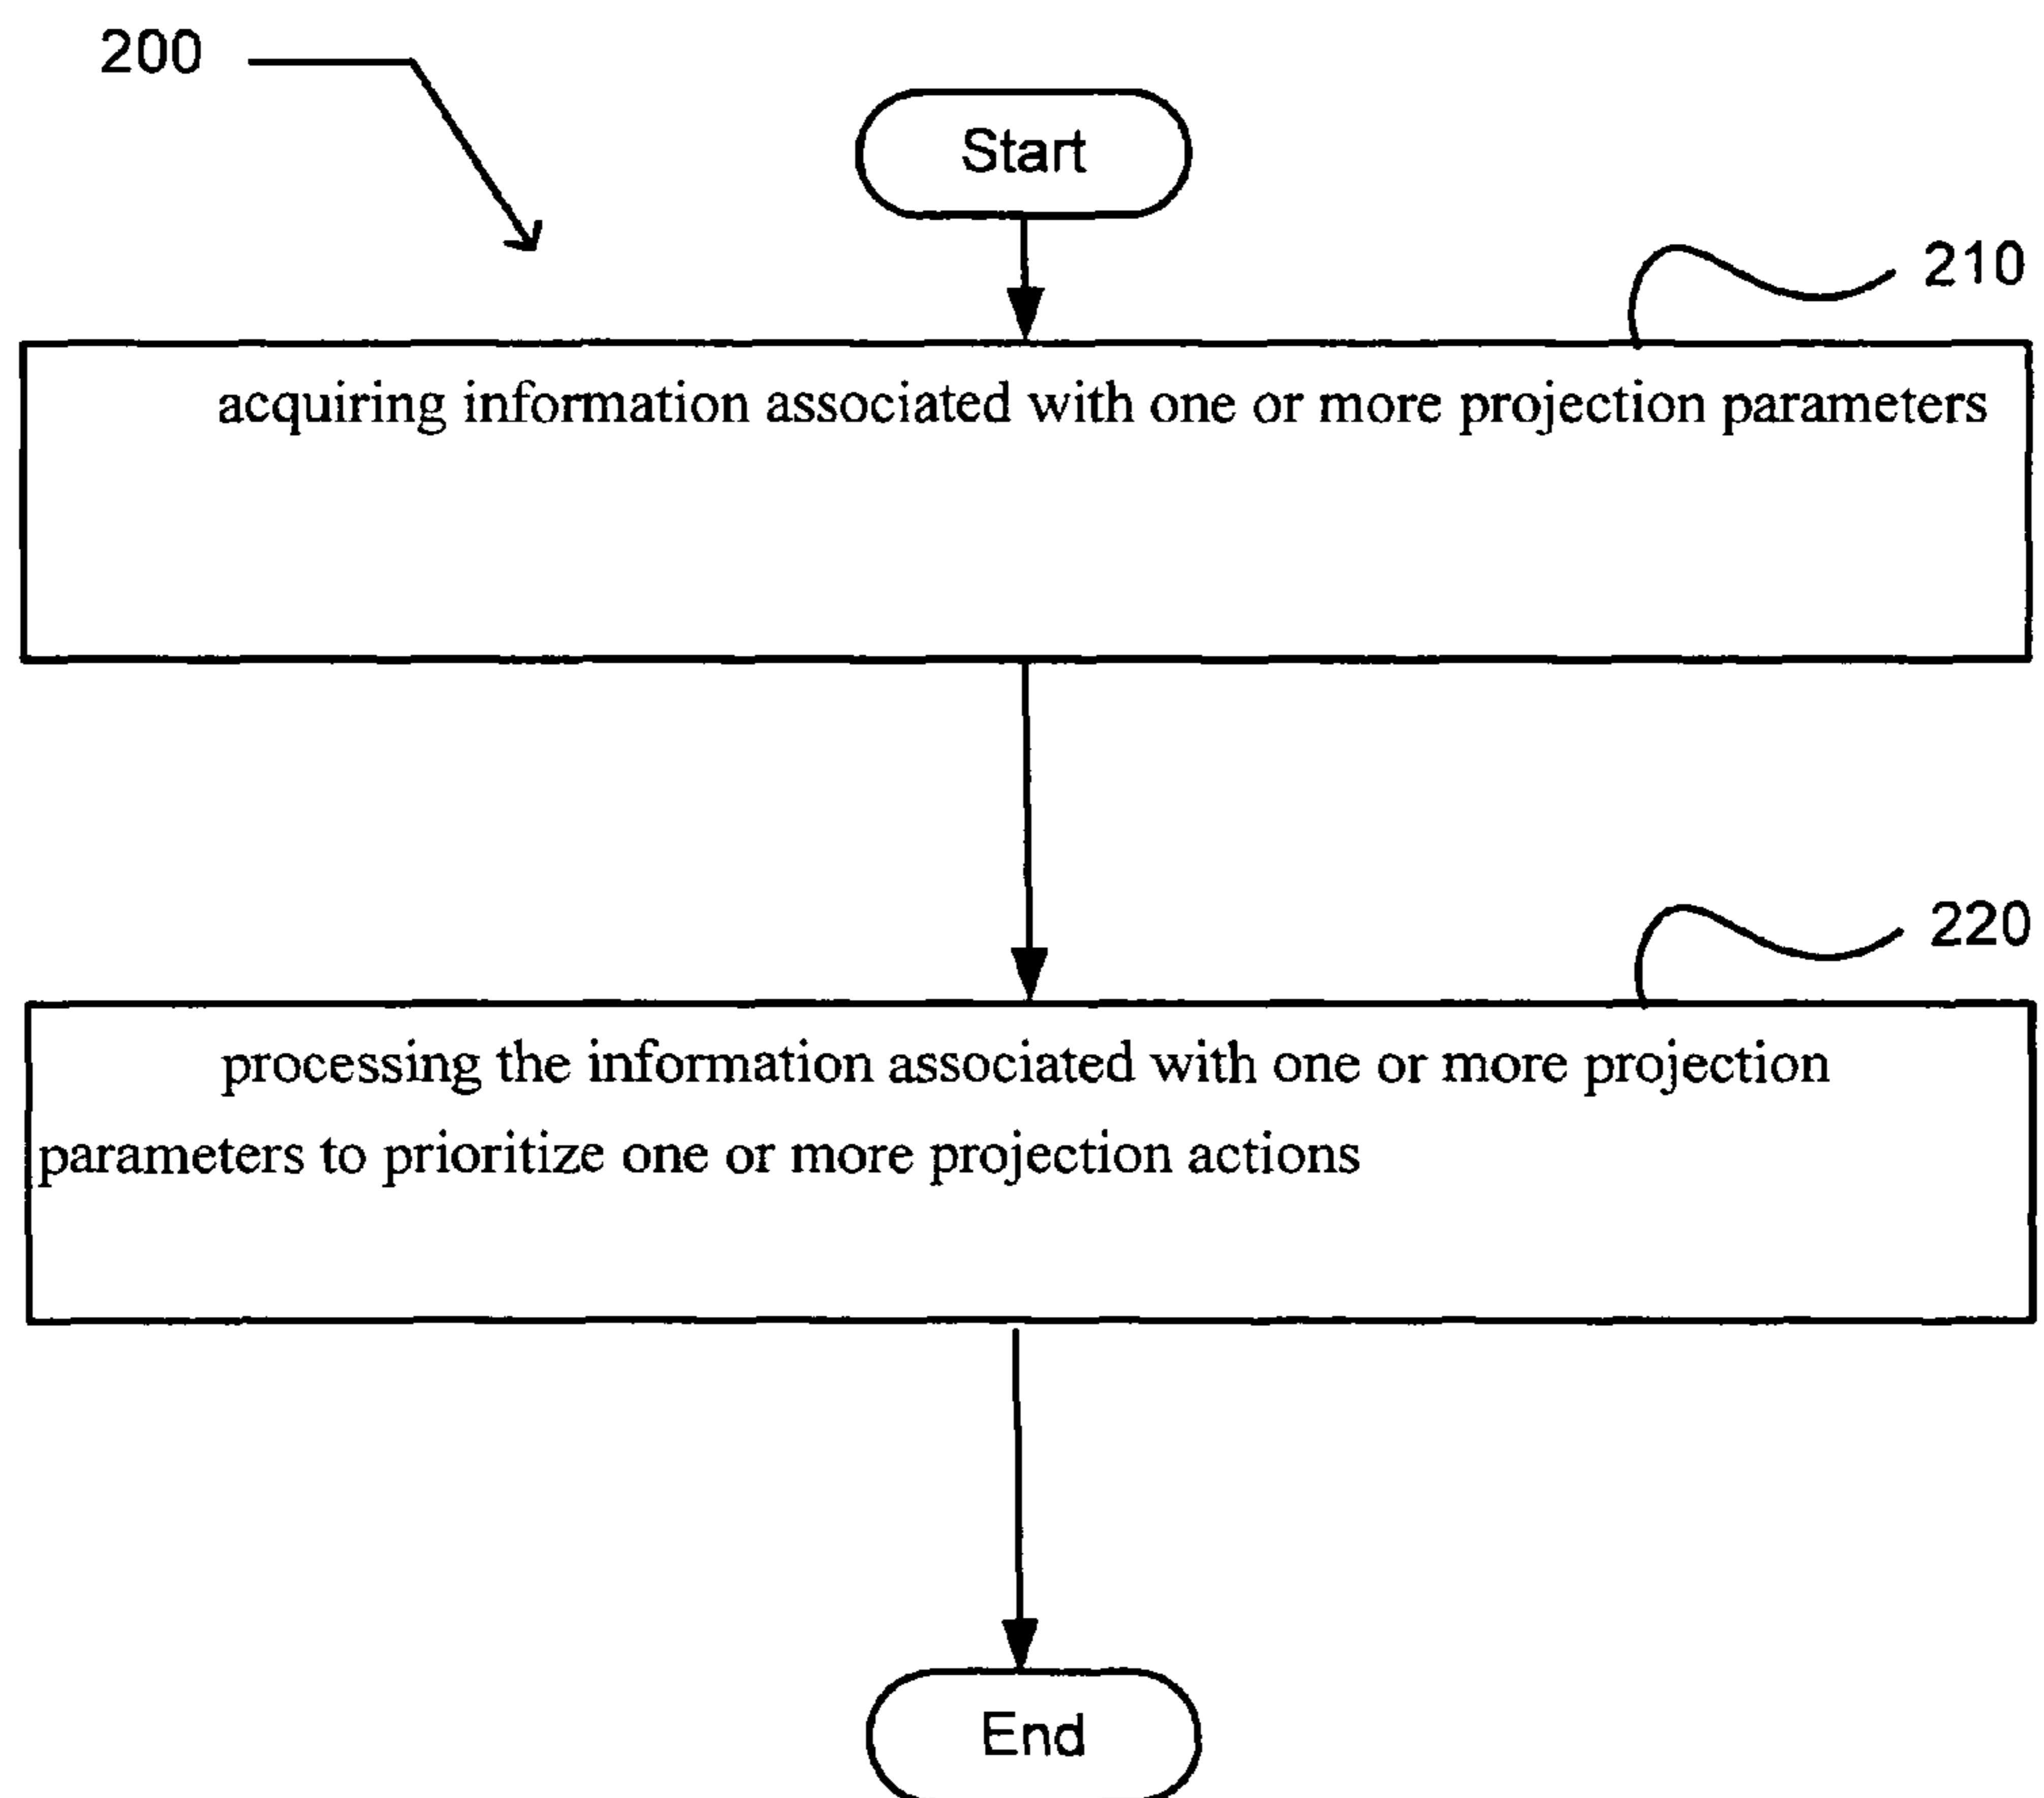 200
Start
210
acquiring information associated with one or more projection parameters
220
processing the information associated with one or more projection
parameters to prioritize one or more projection actions
End